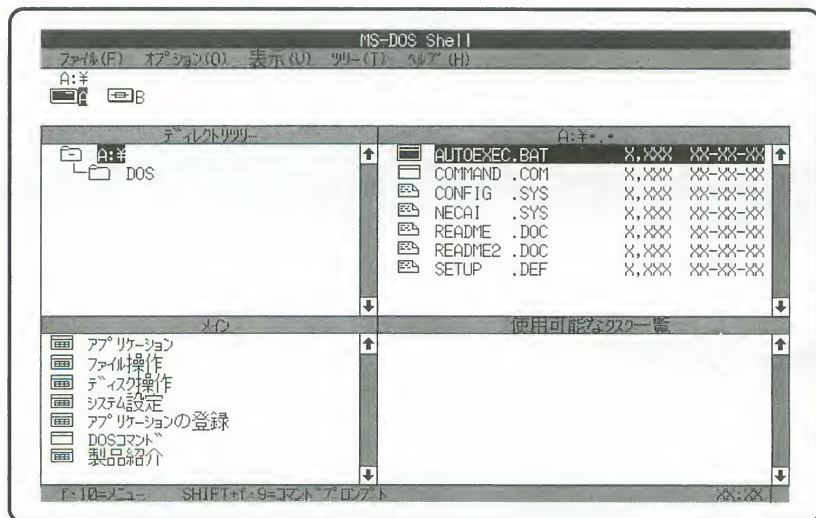 MS-DOS Shell
ファイル(F) オプション(O) 表示(V) ツリー(T) ヘルプ(H)
A:¥
A B
ディレクトリツリー
A:¥
DOS
A:¥*.*
AUTOEXEC.BAT X,XXX XX-XX-XX
COMMAND .COM X,XXX XX-XX-XX
CONFIG .SYS X,XXX XX-XX-XX
NECAI .SYS X,XXX XX-XX-XX
README .DOC X,XXX XX-XX-XX
README2 .DOC X,XXX XX-XX-XX
SETUP .DEF X,XXX XX-XX-XX
メイン
アプリケーション
ファイル操作
ディスク操作
システム設定
アプリケーションの登録
DOSコマンド
製品紹介
使用可能なタスク一覧
f・10=メニュー SHIFT+f・9=コマンドプロンプト XX:XX